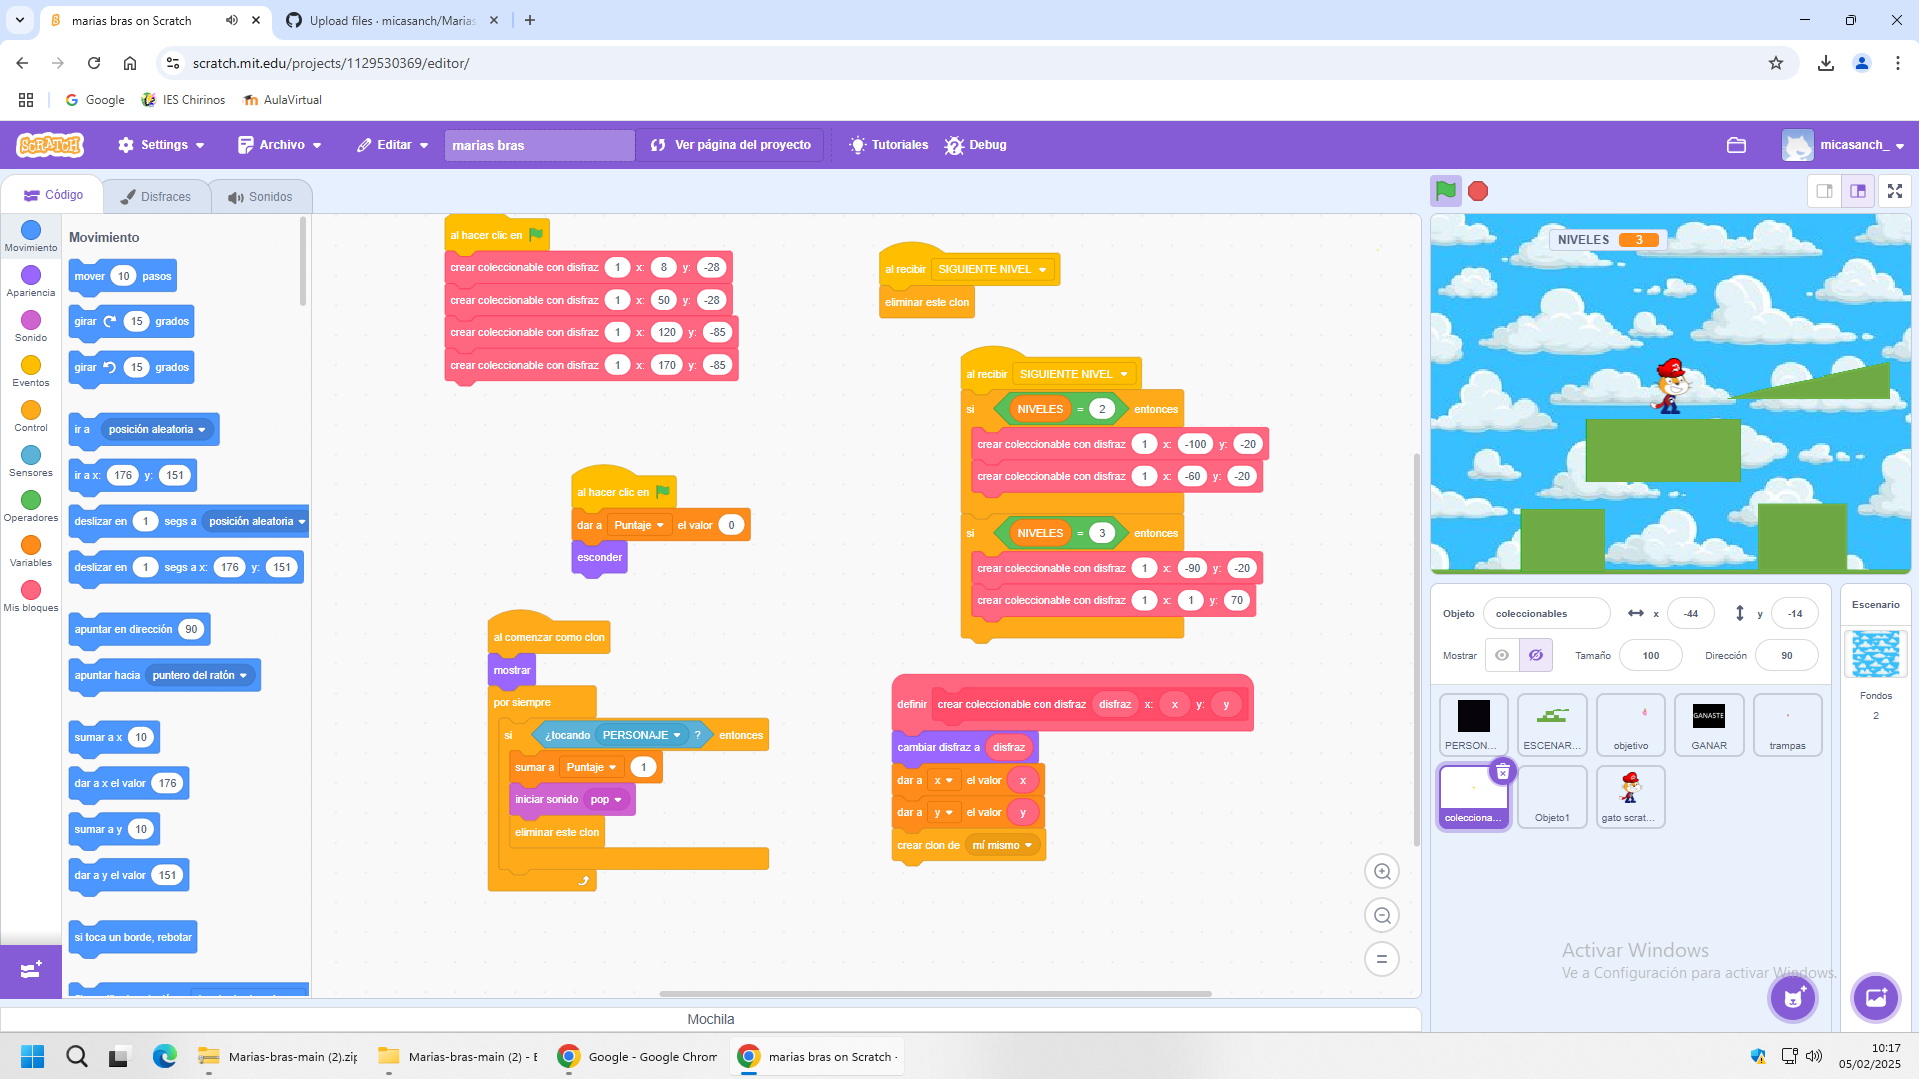 marias bras on Scratch
Upload files · micasanch/Marias
scratch.mit.edu/projects/1129530369/editor/
Google
IES Chirinos
AulaVirtual
SCRATCH
Settings
Archivo
Editar
marias bras
Ver página del proyecto
Tutoriales
Debug
micasanch_
Código
Disfraces
Sonidos
Movimiento
Apariencia
Sonido
Eventos
Control
Sensores
Operadores
Variables
Mis bloques
Movimiento
mover 10 pasos
girar 15 grados
girar 15 grados
ir a posición aleatoria
ir a x: 176 y: 151
deslizar en 1 segs a posición aleatoria
deslizar en 1 segs a x: 176 y: 151
apuntar en dirección 90
apuntar hacia puntero del ratón
sumar a x 10
dar a x el valor 176
sumar a y 10
dar a y el valor 151
si toca un borde, rebotar
al hacer clic en
crear coleccionable con disfraz 1 x: 8 y: -28
crear coleccionable con disfraz 1 x: 50 y: -28
crear coleccionable con disfraz 1 x: 120 y: -85
crear coleccionable con disfraz 1 x: 170 y: -85
al hacer clic en
dar a Puntaje el valor 0
esconder
al comenzar como clon
mostrar
por siempre
si ¿tocando PERSONAJE ? entonces
sumar a Puntaje 1
iniciar sonido pop
eliminar este clon
al recibir SIGUIENTE NIVEL
eliminar este clon
al recibir SIGUIENTE NIVEL
si NIVELES = 2 entonces
crear coleccionable con disfraz 1 x: -100 y: -20
crear coleccionable con disfraz 1 x: -60 y: -20
si NIVELES = 3 entonces
crear coleccionable con disfraz 1 x: -90 y: -20
crear coleccionable con disfraz 1 x: 1 y: 70
definir crear coleccionable con disfraz disfraz x: x y: y
cambiar disfraz a disfraz
dar a x el valor x
dar a y el valor y
crear clon de mí mismo
NIVELES 3
Objeto coleccionables x -44 y -14
Mostrar Tamaño 100 Dirección 90
PERSON...
ESCENAR...
objetivo
GANASTE
GANAR
trampas
colecciona...
Objeto1
gato scrat...
Escenario
Fondos
2
Activar Windows
Ve a Configuración para activar Windows.
Mochila
Marias-bras-main (2).zip
Marias-bras-main (2) - E
Google - Google Chrom
marias bras on Scratch -
10:17
05/02/2025